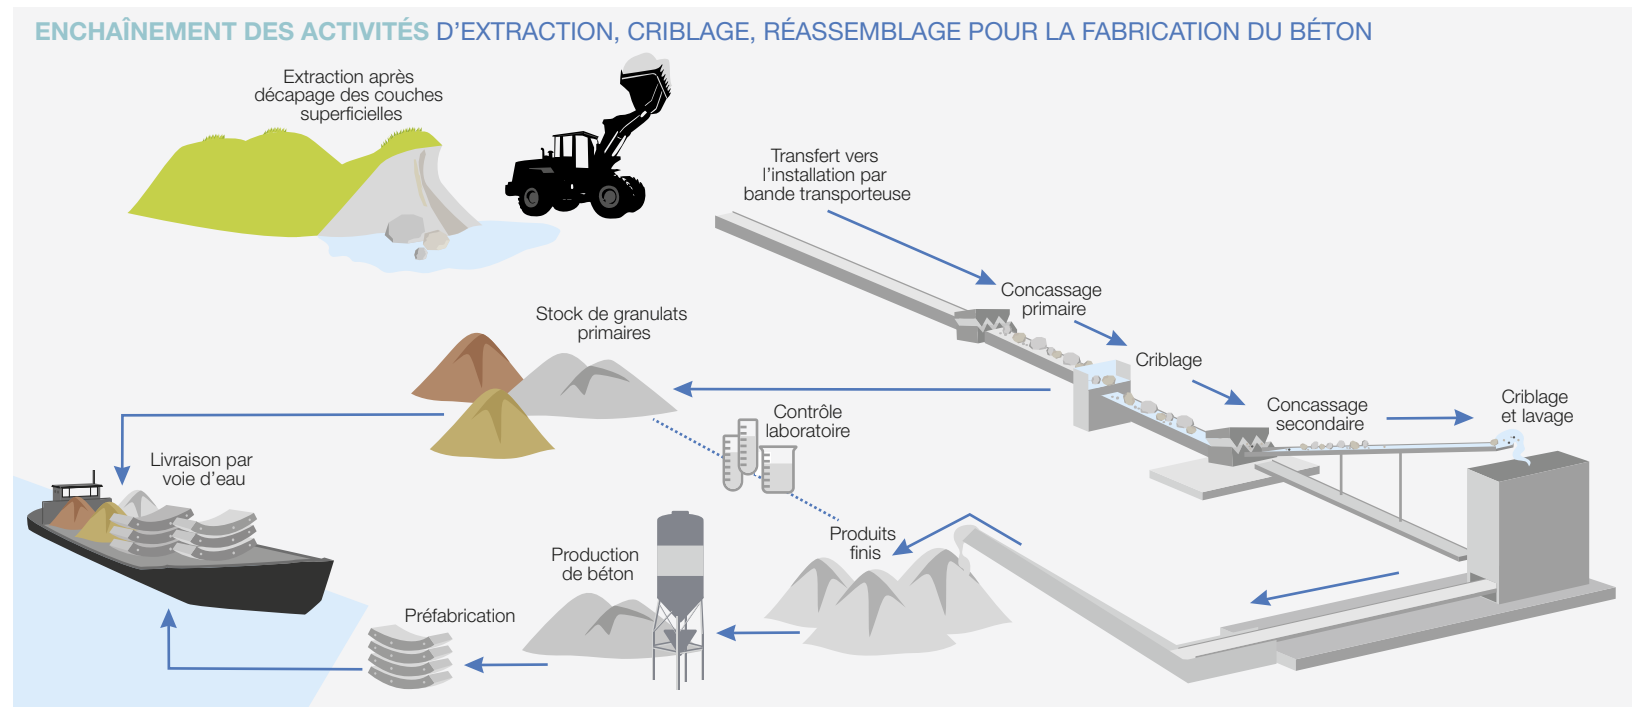 ENCHAÎNEMENT DES ACTIVITÉS D’EXTRACTION, CRIBLAGE, RÉASSEMBLAGE POUR LA FABRICATION DU BÉTON
Extraction après
décapage des couches
superficielles
Transfert vers
l’installation par
bande transporteuse
Concassage
primaire
Criblage
Concassage
secondaire
Criblage
et lavage
Stock de granulats
primaires
Contrôle
laboratoire
Livraison par
voie d’eau
Produits
finis
Production
de béton
Préfabrication